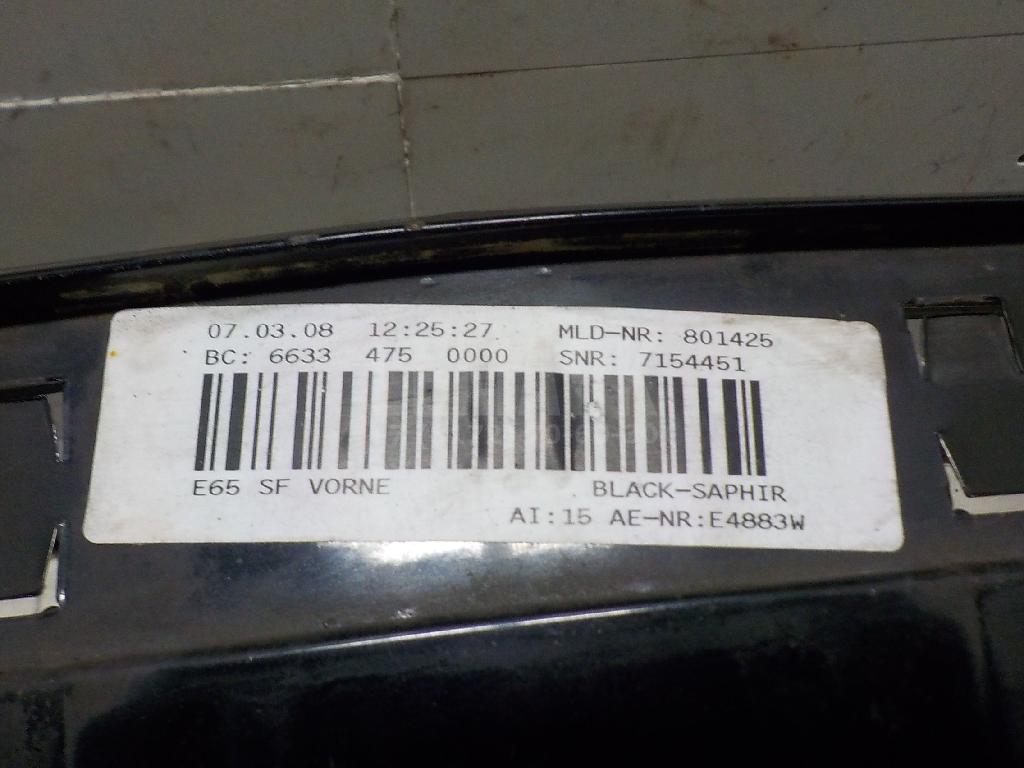 07.03.08 12:25:27 MLD-NR: 801425
BC: 6633 475 0000 SNR: 7154451
E65 SF VORNE BLACK-SAPHIR
AI:15 AE-NR:E4883W